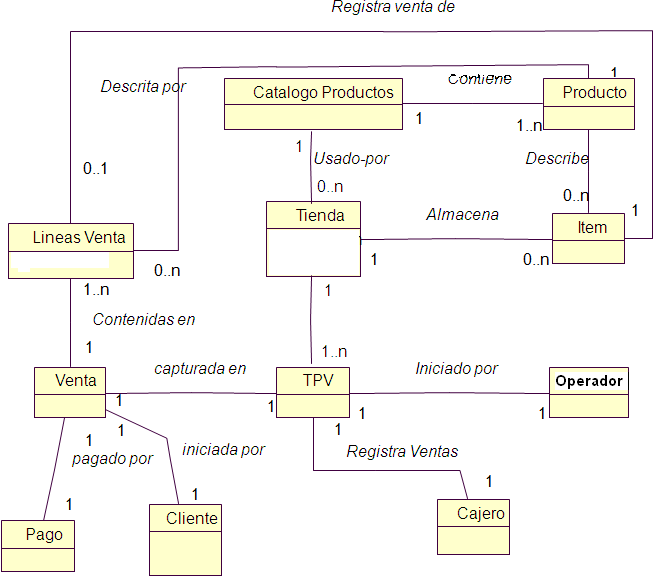 Registra venta de
Descrita por
Contiene
1
Catalogo Productos
Producto
1
1..n
1
Usado-por
Describe
0..1
0..n
0..n
Tienda
Almacena
1
Item
Lineas Venta
0..n
1
0..n
1..n
1
Contenidas en
1
1..n
capturada en
Iniciado por
Venta
TPV
Operador
1
1
1
1
1
1
1
pagado por
iniciada por
Registra Ventas
1
1
1
Pago
Cliente
Cajero